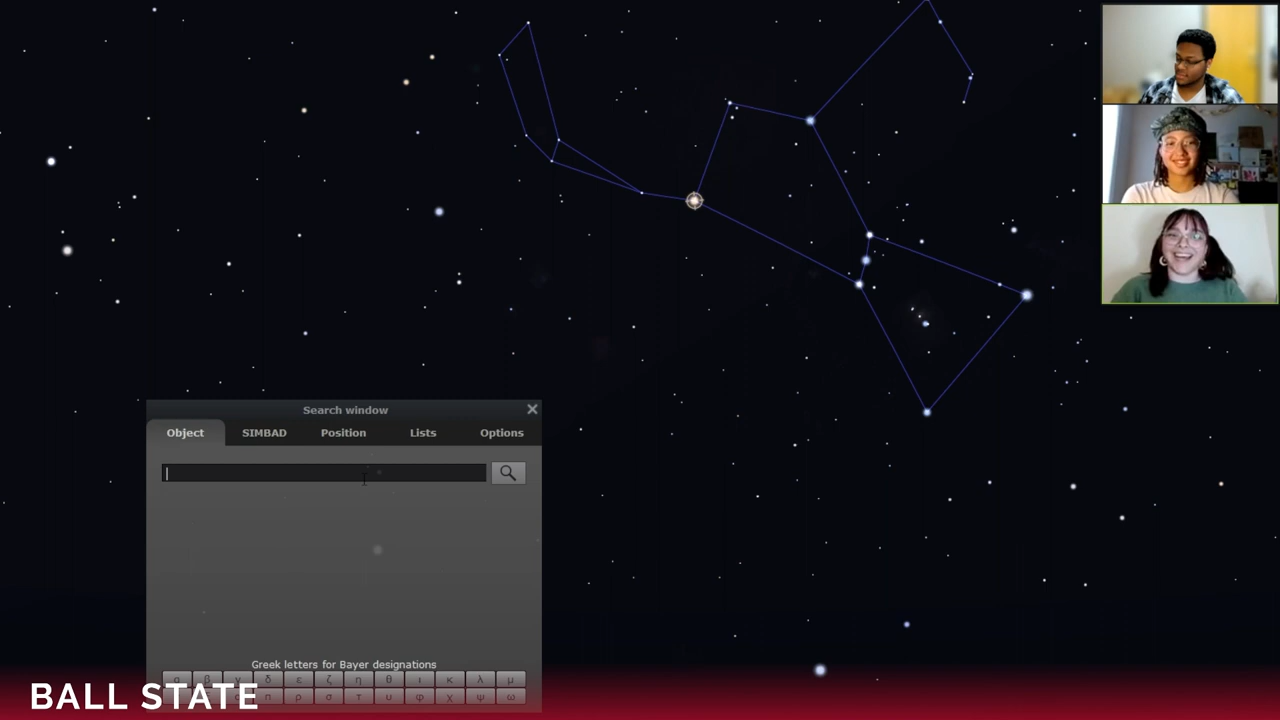 Search window
Object SIMBAD Position Lists Options
Greek letters for Bayer designations
α β γ δ ε ζ η θ ι κ λ μ
π ρ σ τ υ φ χ ψ ω
BALL STATE